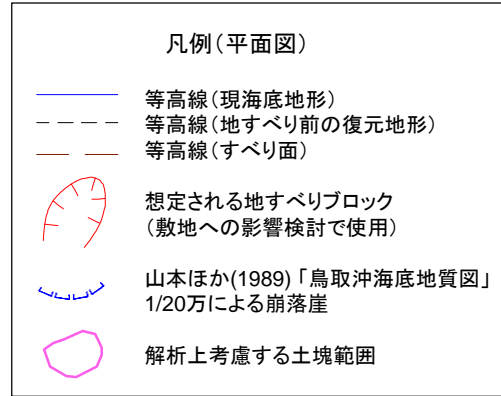 凡例(平面図)
等高線(現海底地形)
等高線(地すべり前の復元地形)
等高線(すべり面)
想定される地すべりブロック
(敷地への影響検討で使用)
山本ほか(1989)「鳥取沖海底地質図」
1/20万による崩落崖
解析上考慮する土塊範囲